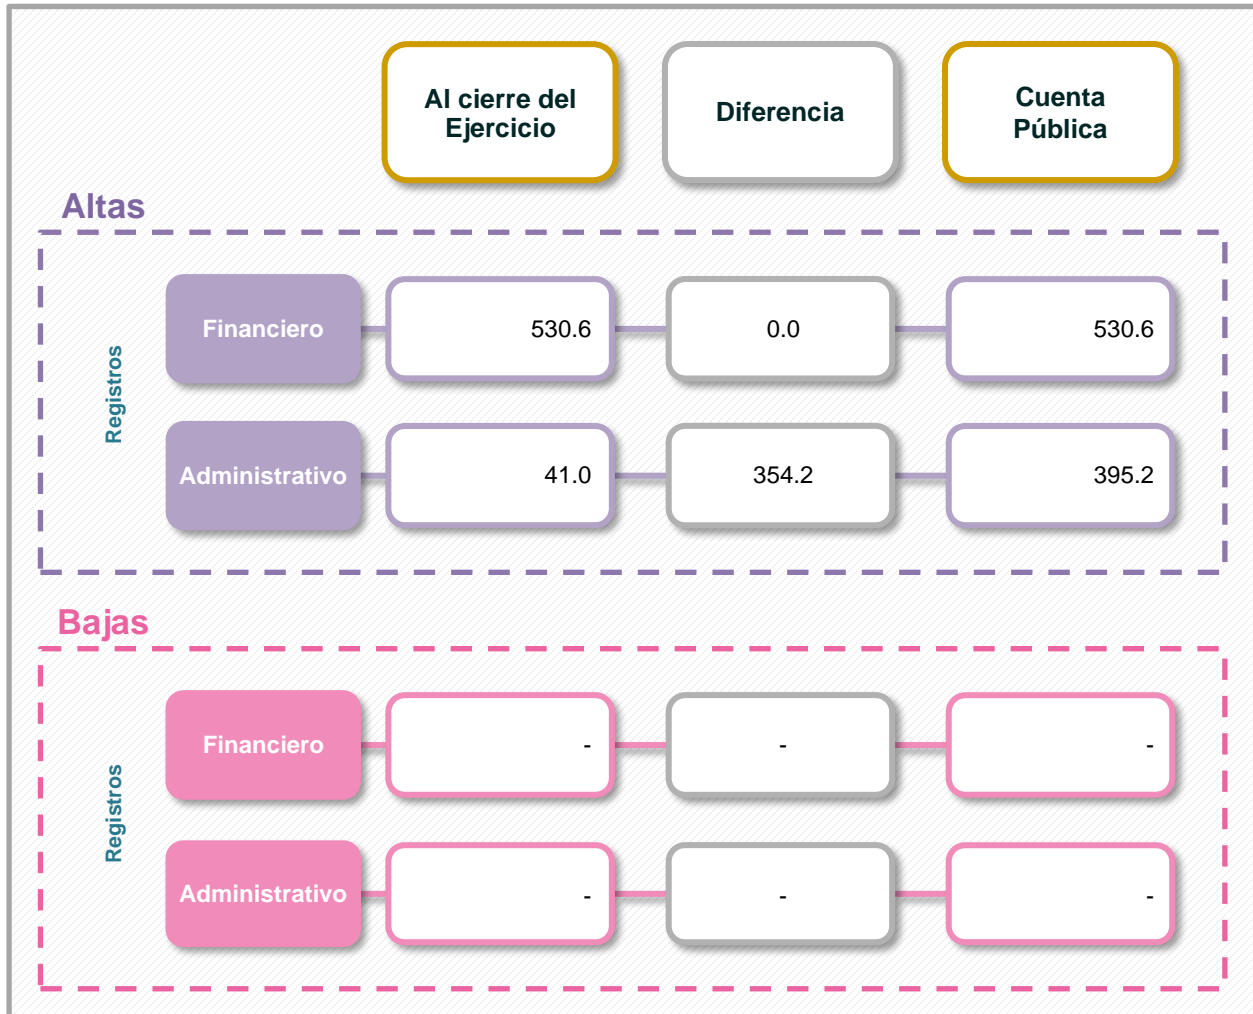 Al cierre del
Ejercicio
Diferencia
Cuenta
Pública
Altas
Registros
Financiero
530.6
0.0
530.6
Administrativo
41.0
354.2
395.2
Bajas
Registros
Financiero
-
-
-
Administrativo
-
-
-